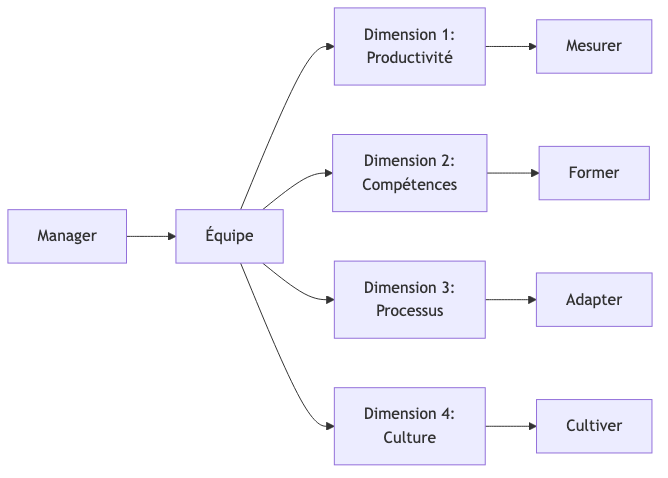 Manager
Équipe
Dimension 1:
Productivité
Mesurer
Dimension 2:
Compétences
Former
Dimension 3:
Processus
Adapter
Dimension 4:
Culture
Cultiver